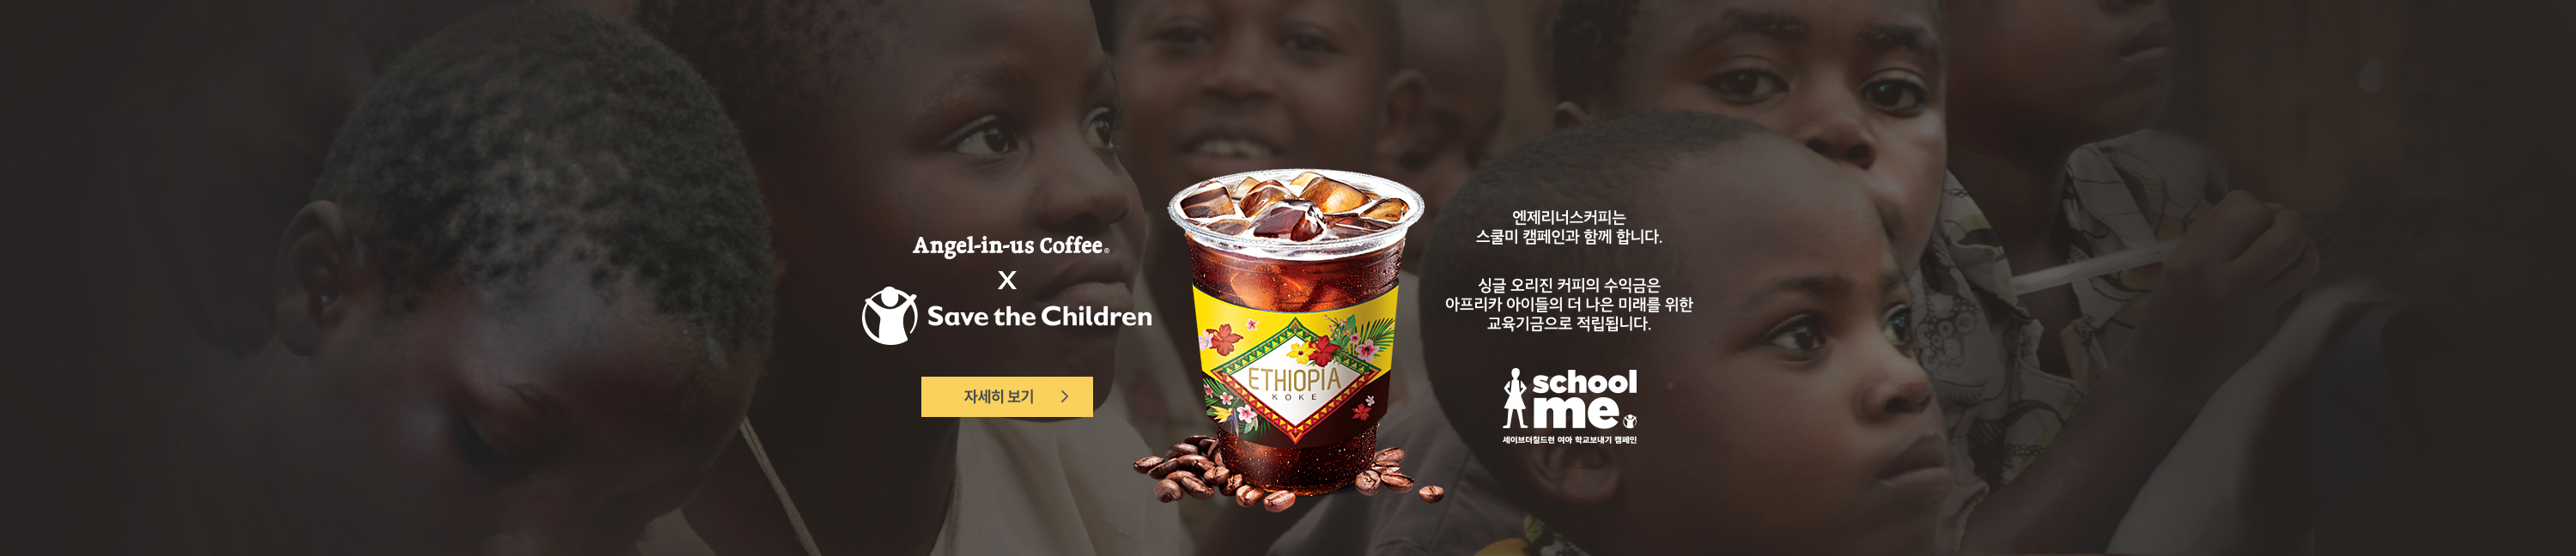 Angel-in-us Coffee®
X
Save the Children
자세히 보기 >
ETHIOPIA
KOKE
엔제리너스커피는
스쿨미 캠페인과 함께 합니다.
싱글 오리진 커피의 수익금은
아프리카 아이들의 더 나은 미래를 위한
교육기금으로 적립됩니다.
school
me
세이브더칠드런 여아 학교보내기 캠페인